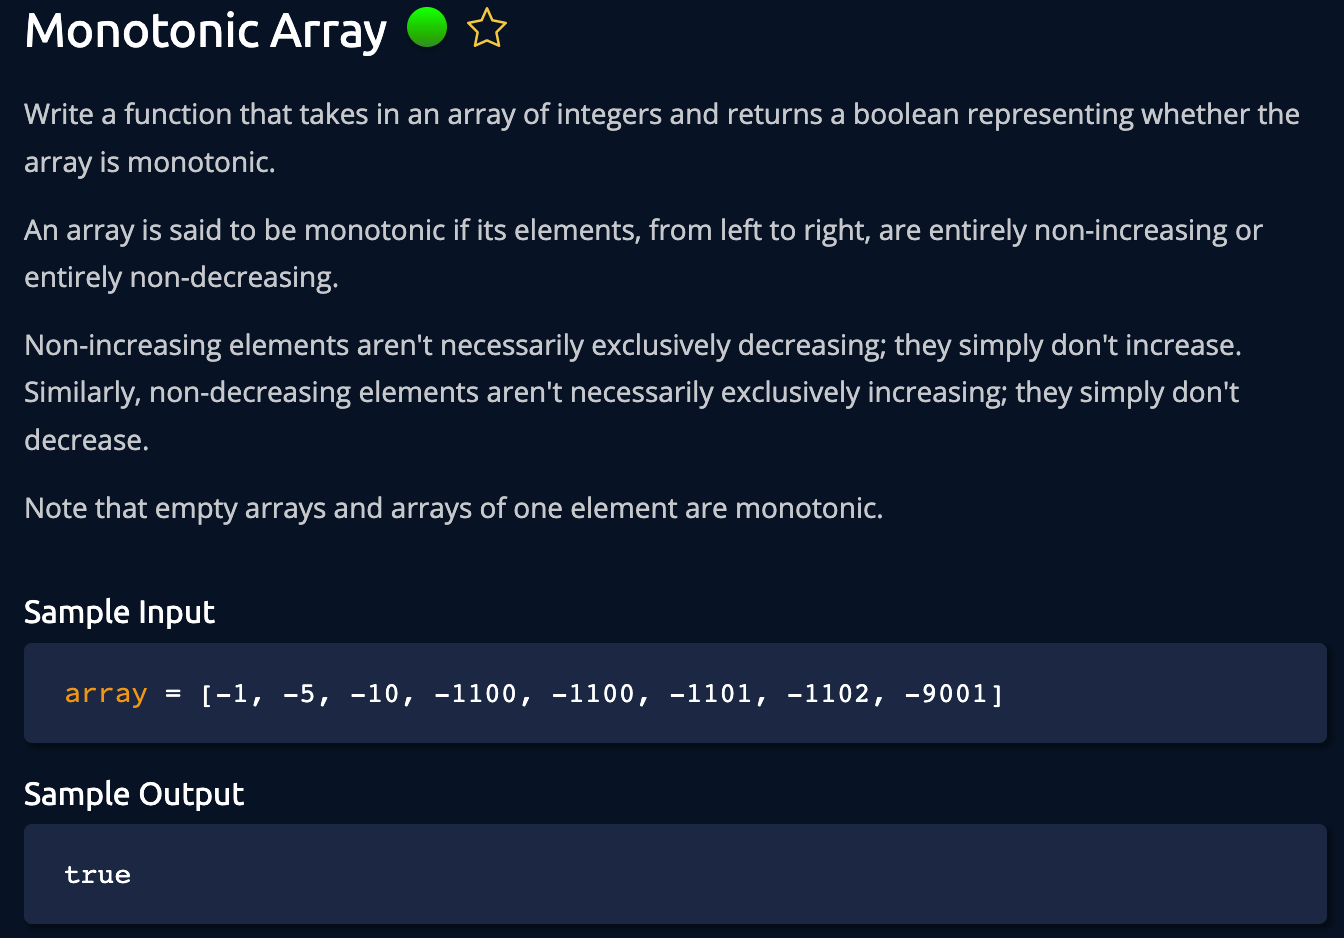 Monotonic Array
Write a function that takes in an array of integers and returns a boolean representing whether the
array is monotonic.
An array is said to be monotonic if its elements, from left to right, are entirely non-increasing or
entirely non-decreasing.
Non-increasing elements aren't necessarily exclusively decreasing; they simply don't increase.
Similarly, non-decreasing elements aren't necessarily exclusively increasing; they simply don't
decrease.
Note that empty arrays and arrays of one element are monotonic.
Sample Input
array = [-1, -5, -10, -1100, -1100, -1101, -1102, -9001]
Sample Output
true